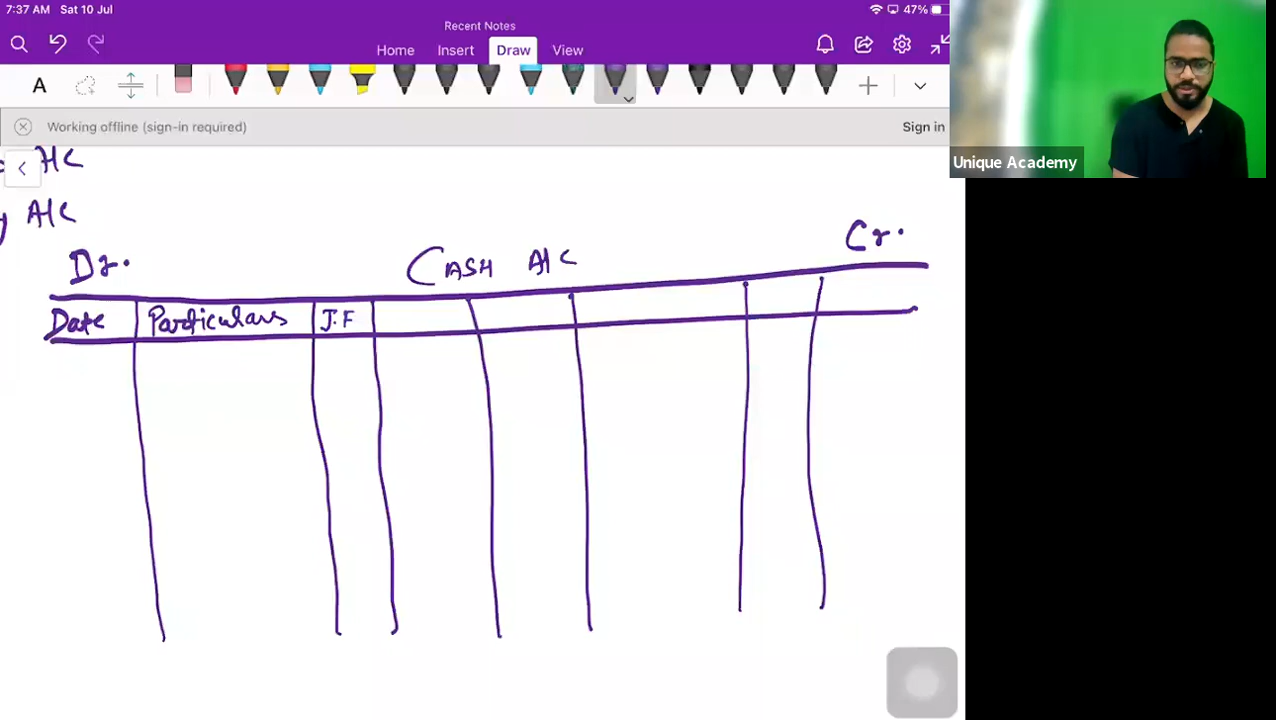 7:37 AM Sat 10 Jul
47%
Recent Notes
Home Insert Draw View
A
Working offline (sign-in required)
Sign in
Unique Academy
A/C
A/C
Dr. CASH A/C Cr.
Date Particulars J.F